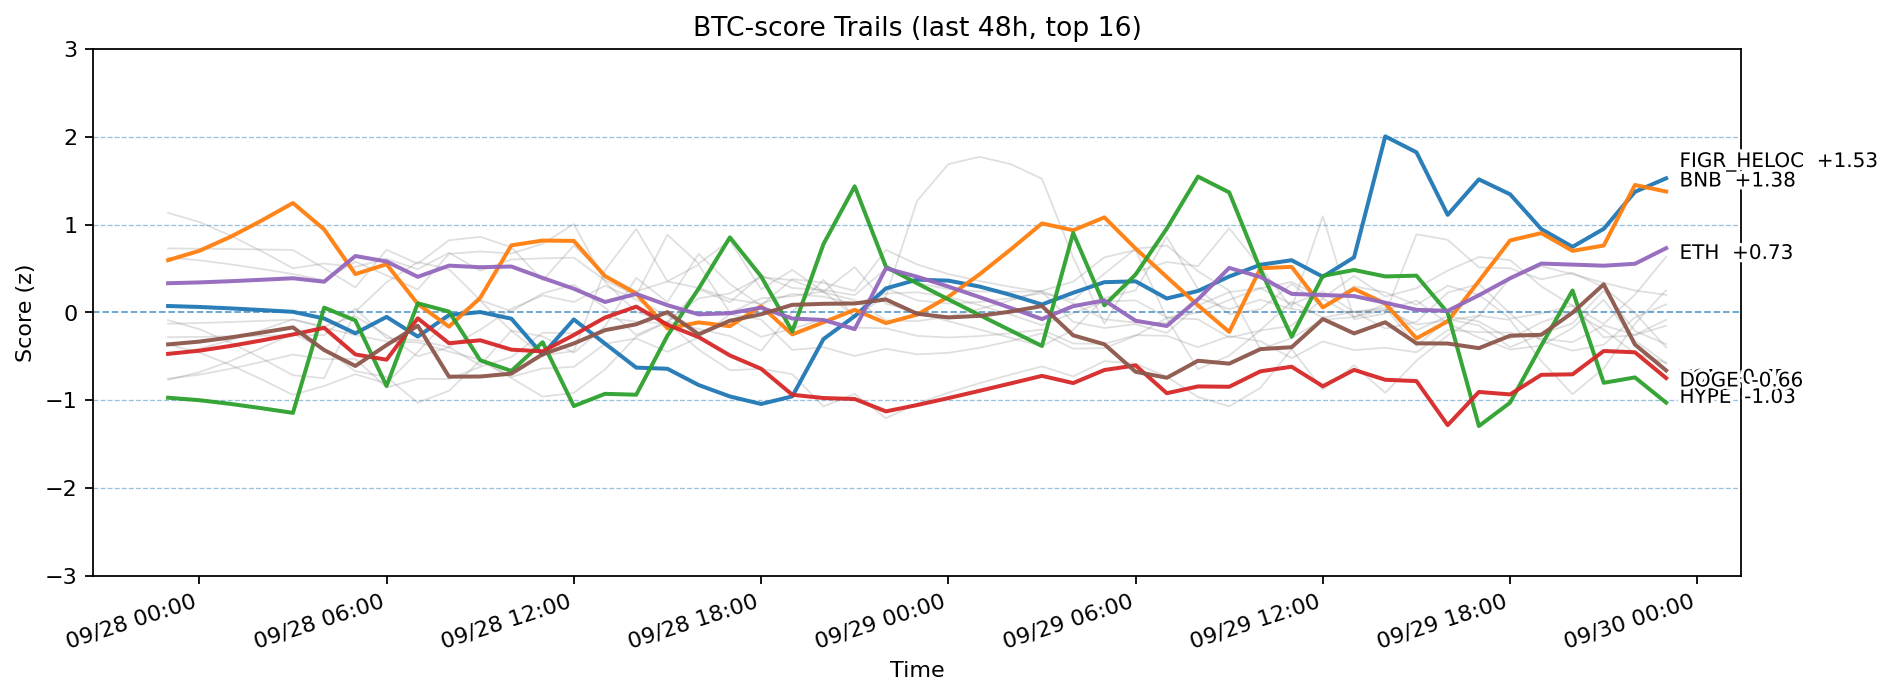 BTC-score Trails (last 48h, top 16)
Score (z)
3
2
1
0
−1
−2
−3
FIGR_HELOC +1.53
BNB +1.38
ETH +0.73
DOGE -0.66
HYPE -1.03
09/28 00:00
09/28 06:00
09/28 12:00
09/28 18:00
09/29 00:00
09/29 06:00
09/29 12:00
09/29 18:00
09/30 00:00
Time